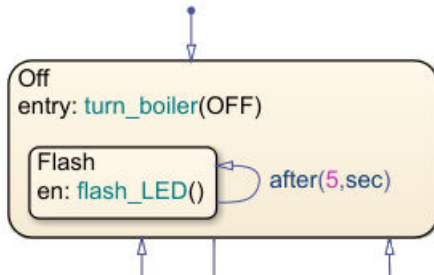 Off
entry: turn_boiler(OFF)
Flash
en: flash_LED()
after(5,sec)